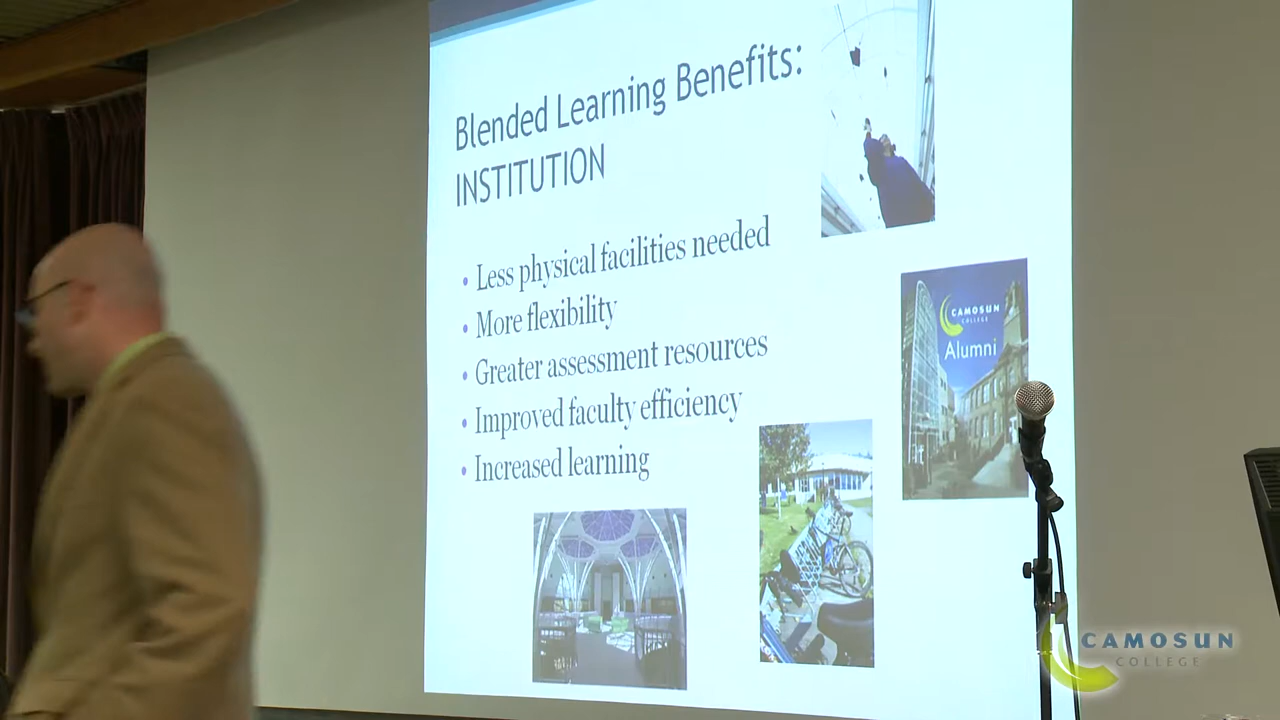 Blended Learning Benefits:
INSTITUTION
• Less physical facilities needed
• More flexibility
• Greater assessment resources
• Improved faculty efficiency
• Increased learning
CAMOSUN
COLLEGE
Alumni
CAMOSUN
COLLEGE